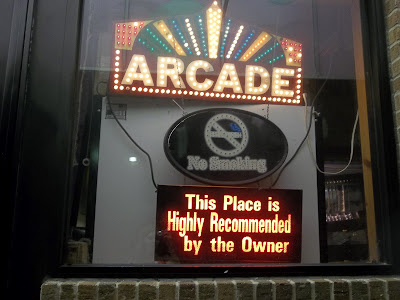 ARCADE
No Smoking
This Place is
Highly Recommended
by the Owner